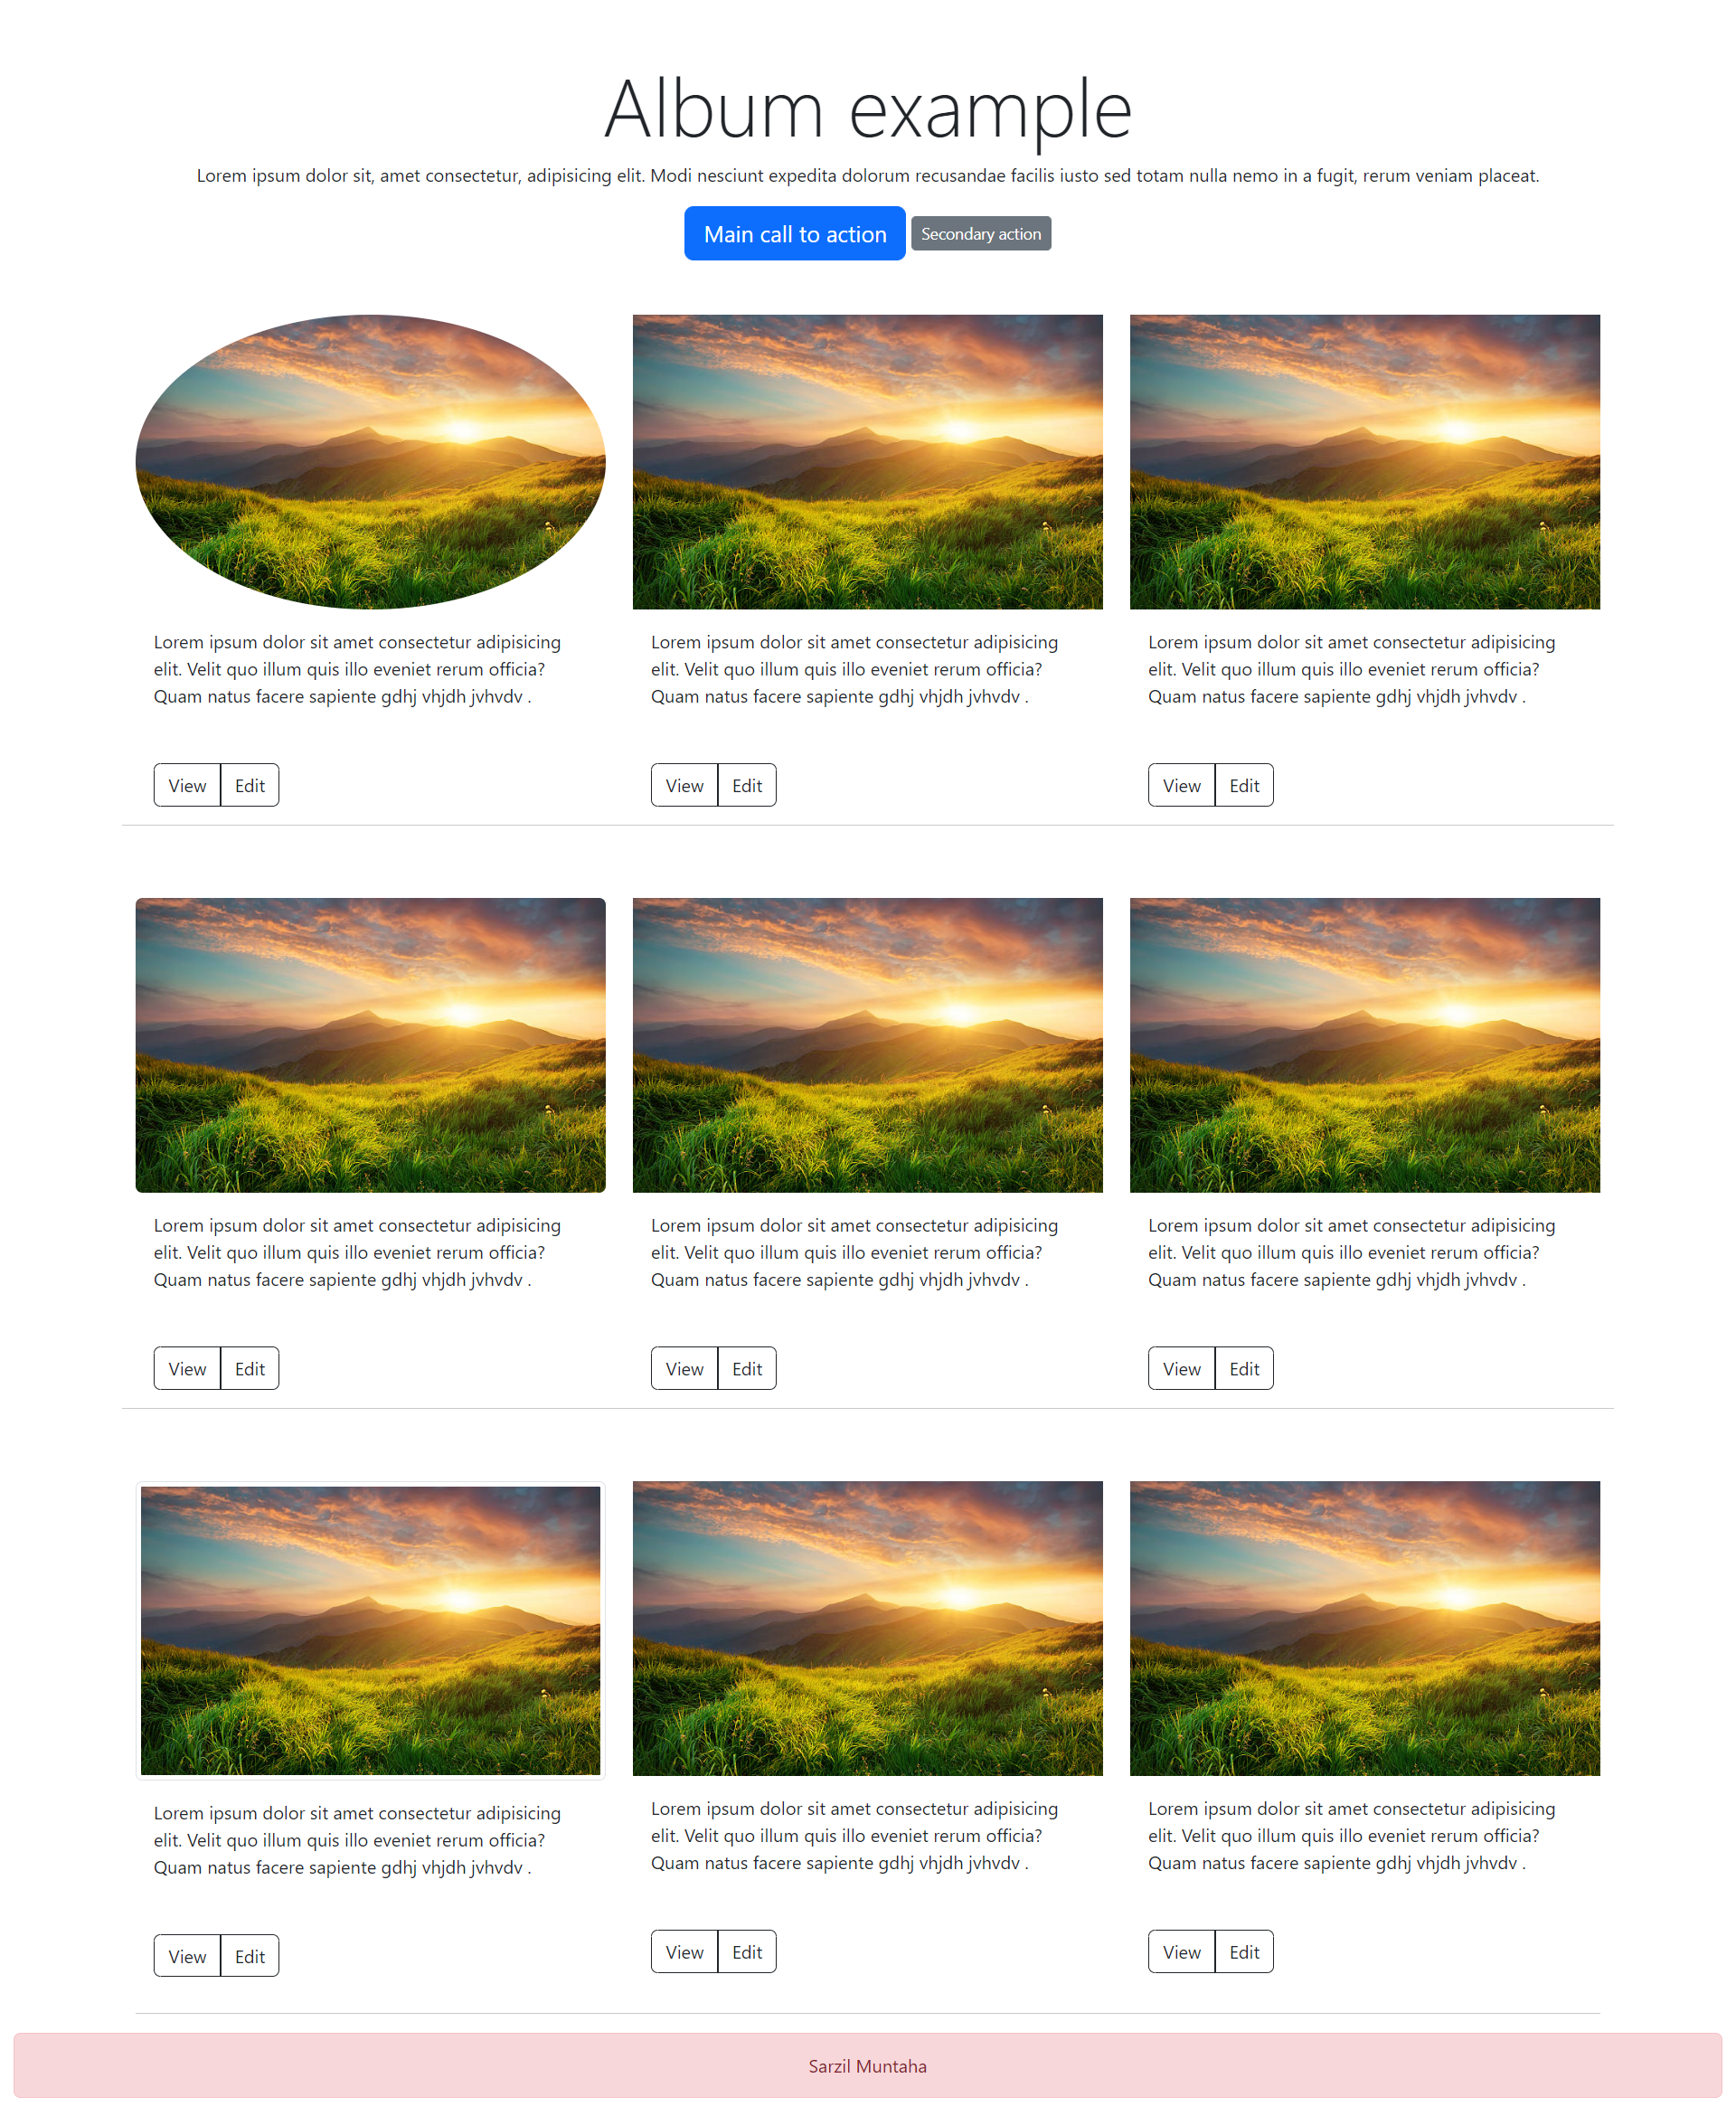 Album example
Lorem ipsum dolor sit, amet consectetur, adipisicing elit. Modi nesciunt expedita dolorum recusandae facilis iusto sed totam nulla nemo in a fugit, rerum veniam placeat.
Main call to action
Secondary action
Lorem ipsum dolor sit amet consectetur adipisicing
elit. Velit quo illum quis illo eveniet rerum officia?
Quam natus facere sapiente gdhj vhjdh jvhvdv .
View Edit
Lorem ipsum dolor sit amet consectetur adipisicing
elit. Velit quo illum quis illo eveniet rerum officia?
Quam natus facere sapiente gdhj vhjdh jvhvdv .
View Edit
Lorem ipsum dolor sit amet consectetur adipisicing
elit. Velit quo illum quis illo eveniet rerum officia?
Quam natus facere sapiente gdhj vhjdh jvhvdv .
View Edit
Lorem ipsum dolor sit amet consectetur adipisicing
elit. Velit quo illum quis illo eveniet rerum officia?
Quam natus facere sapiente gdhj vhjdh jvhvdv .
View Edit
Lorem ipsum dolor sit amet consectetur adipisicing
elit. Velit quo illum quis illo eveniet rerum officia?
Quam natus facere sapiente gdhj vhjdh jvhvdv .
View Edit
Lorem ipsum dolor sit amet consectetur adipisicing
elit. Velit quo illum quis illo eveniet rerum officia?
Quam natus facere sapiente gdhj vhjdh jvhvdv .
View Edit
Lorem ipsum dolor sit amet consectetur adipisicing
elit. Velit quo illum quis illo eveniet rerum officia?
Quam natus facere sapiente gdhj vhjdh jvhvdv .
View Edit
Lorem ipsum dolor sit amet consectetur adipisicing
elit. Velit quo illum quis illo eveniet rerum officia?
Quam natus facere sapiente gdhj vhjdh jvhvdv .
View Edit
Lorem ipsum dolor sit amet consectetur adipisicing
elit. Velit quo illum quis illo eveniet rerum officia?
Quam natus facere sapiente gdhj vhjdh jvhvdv .
View Edit
Sarzil Muntaha